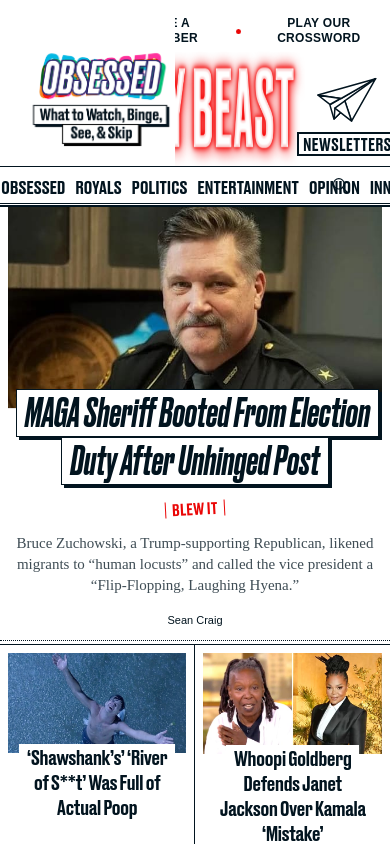 E A
BER
PLAY OUR
CROSSWORD
OBSESSED
What to Watch, Binge,
See, & Skip
Y BEAST
NEWSLETTERS
OBSESSED ROYALS POLITICS ENTERTAINMENT OPINION INN
MAGA Sheriff Booted From Election
Duty After Unhinged Post
BLEW IT
Bruce Zuchowski, a Trump-supporting Republican, likened
migrants to “human locusts” and called the vice president a
“Flip-Flopping, Laughing Hyena.”
Sean Craig
‘Shawshank’s’ ‘River
of S**t’ Was Full of
Actual Poop
Whoopi Goldberg
Defends Janet
Jackson Over Kamala
‘Mistake’